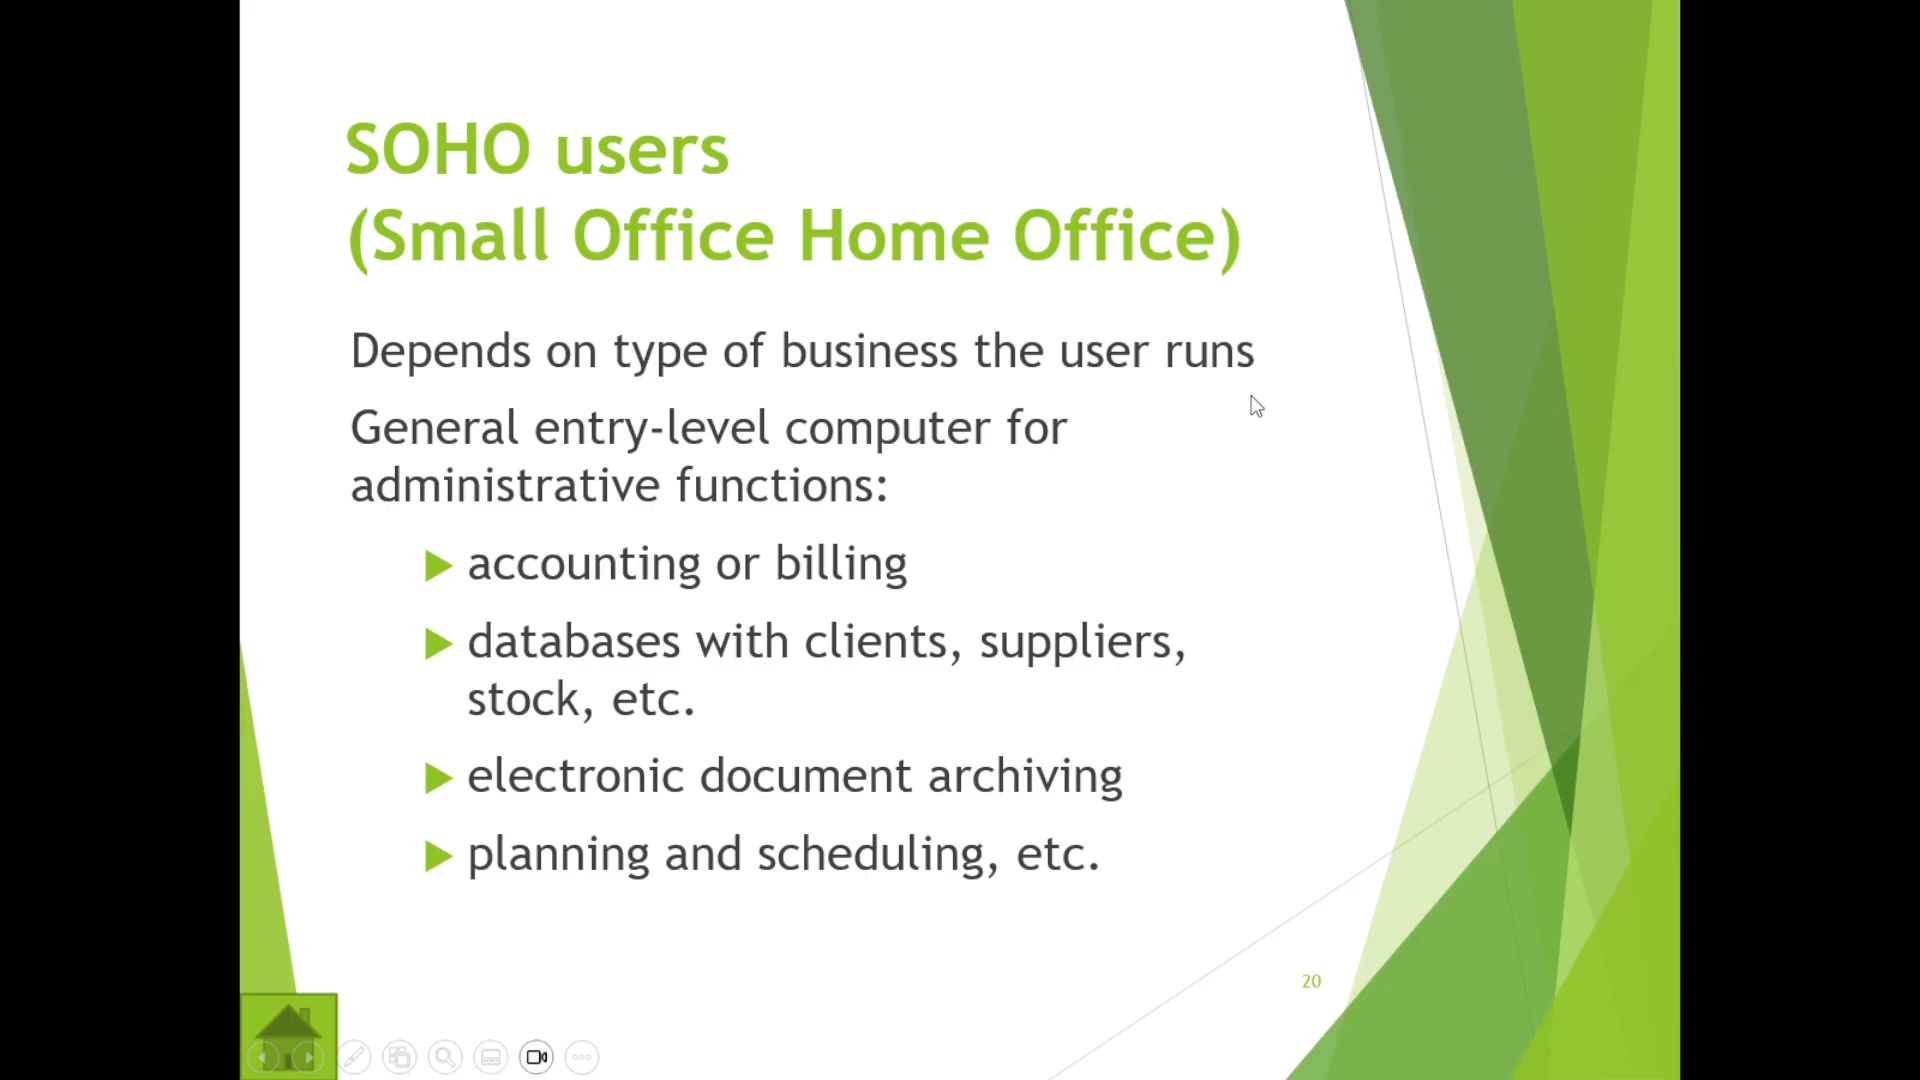 SOHO users
(Small Office Home Office)
Depends on type of business the user runs
General entry-level computer for
administrative functions:
accounting or billing
databases with clients, suppliers,
stock, etc.
electronic document archiving
planning and scheduling, etc.
20